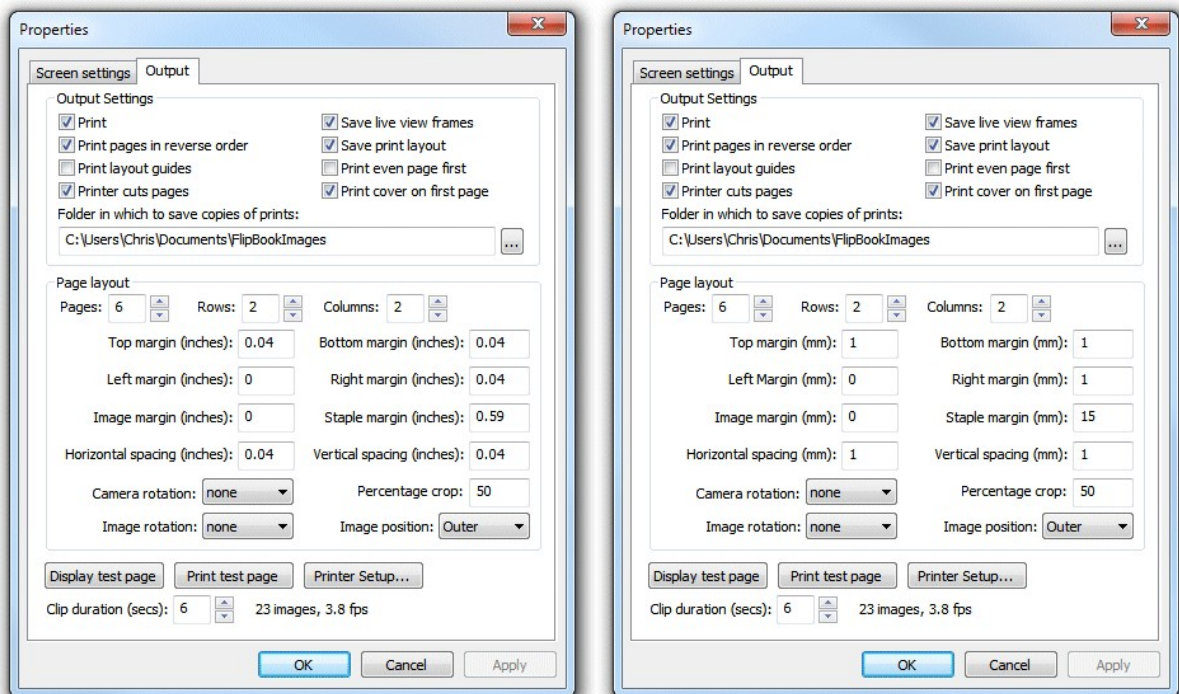 Properties
Screen settings Output
Output Settings
Print Save live view frames
Print pages in reverse order Save print layout
Print layout guides Print even page first
Printer cuts pages Print cover on first page
Folder in which to save copies of prints:
C:\Users\Chris\Documents\FlipBookImages ...
Page layout
Pages: 6 Rows: 2 Columns: 2
Top margin (inches): 0.04 Bottom margin (inches): 0.04
Left margin (inches): 0 Right margin (inches): 0.04
Image margin (inches): 0 Staple margin (inches): 0.59
Horizontal spacing (inches): 0.04 Vertical spacing (inches): 0.04
Camera rotation: none Percentage crop: 50
Image rotation: none Image position: Outer
Display test page Print test page Printer Setup...
Clip duration (secs): 6 23 images, 3.8 fps
OK Cancel Apply
Properties
Screen settings Output
Output Settings
Print Save live view frames
Print pages in reverse order Save print layout
Print layout guides Print even page first
Printer cuts pages Print cover on first page
Folder in which to save copies of prints:
C:\Users\Chris\Documents\FlipBookImages ...
Page layout
Pages: 6 Rows: 2 Columns: 2
Top margin (mm): 1 Bottom margin (mm): 1
Left Margin (mm): 0 Right margin (mm): 1
Image margin (mm): 0 Staple margin (mm): 15
Horizontal spacing (mm): 1 Vertical spacing (mm): 1
Camera rotation: none Percentage crop: 50
Image rotation: none Image position: Outer
Display test page Print test page Printer Setup...
Clip duration (secs): 6 23 images, 3.8 fps
OK Cancel Apply